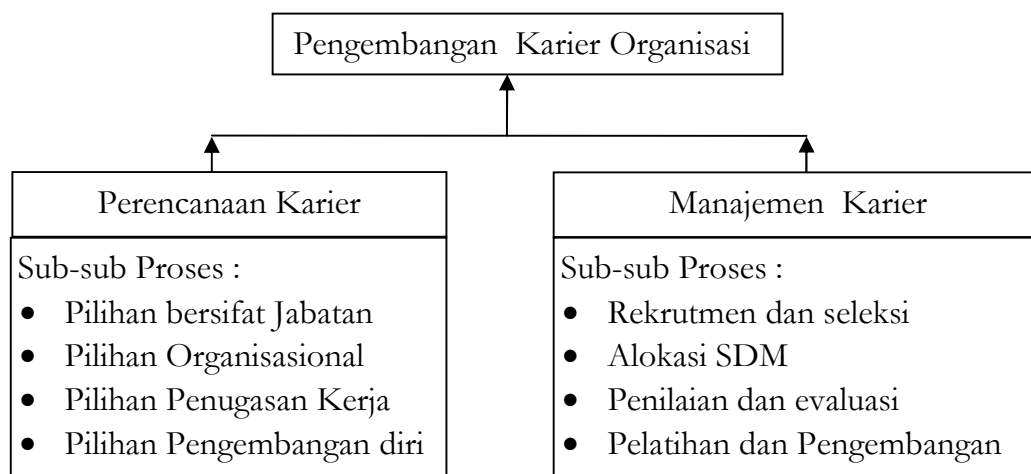 Pengembangan Karier Organisasi
Perencanaan Karier
Sub-sub Proses :
• Pilihan bersifat Jabatan
• Pilihan Organisasional
• Pilihan Penugasan Kerja
• Pilihan Pengembangan diri
Manajemen Karier
Sub-sub Proses :
• Rekrutmen dan seleksi
• Alokasi SDM
• Penilaian dan evaluasi
• Pelatihan dan Pengembangan